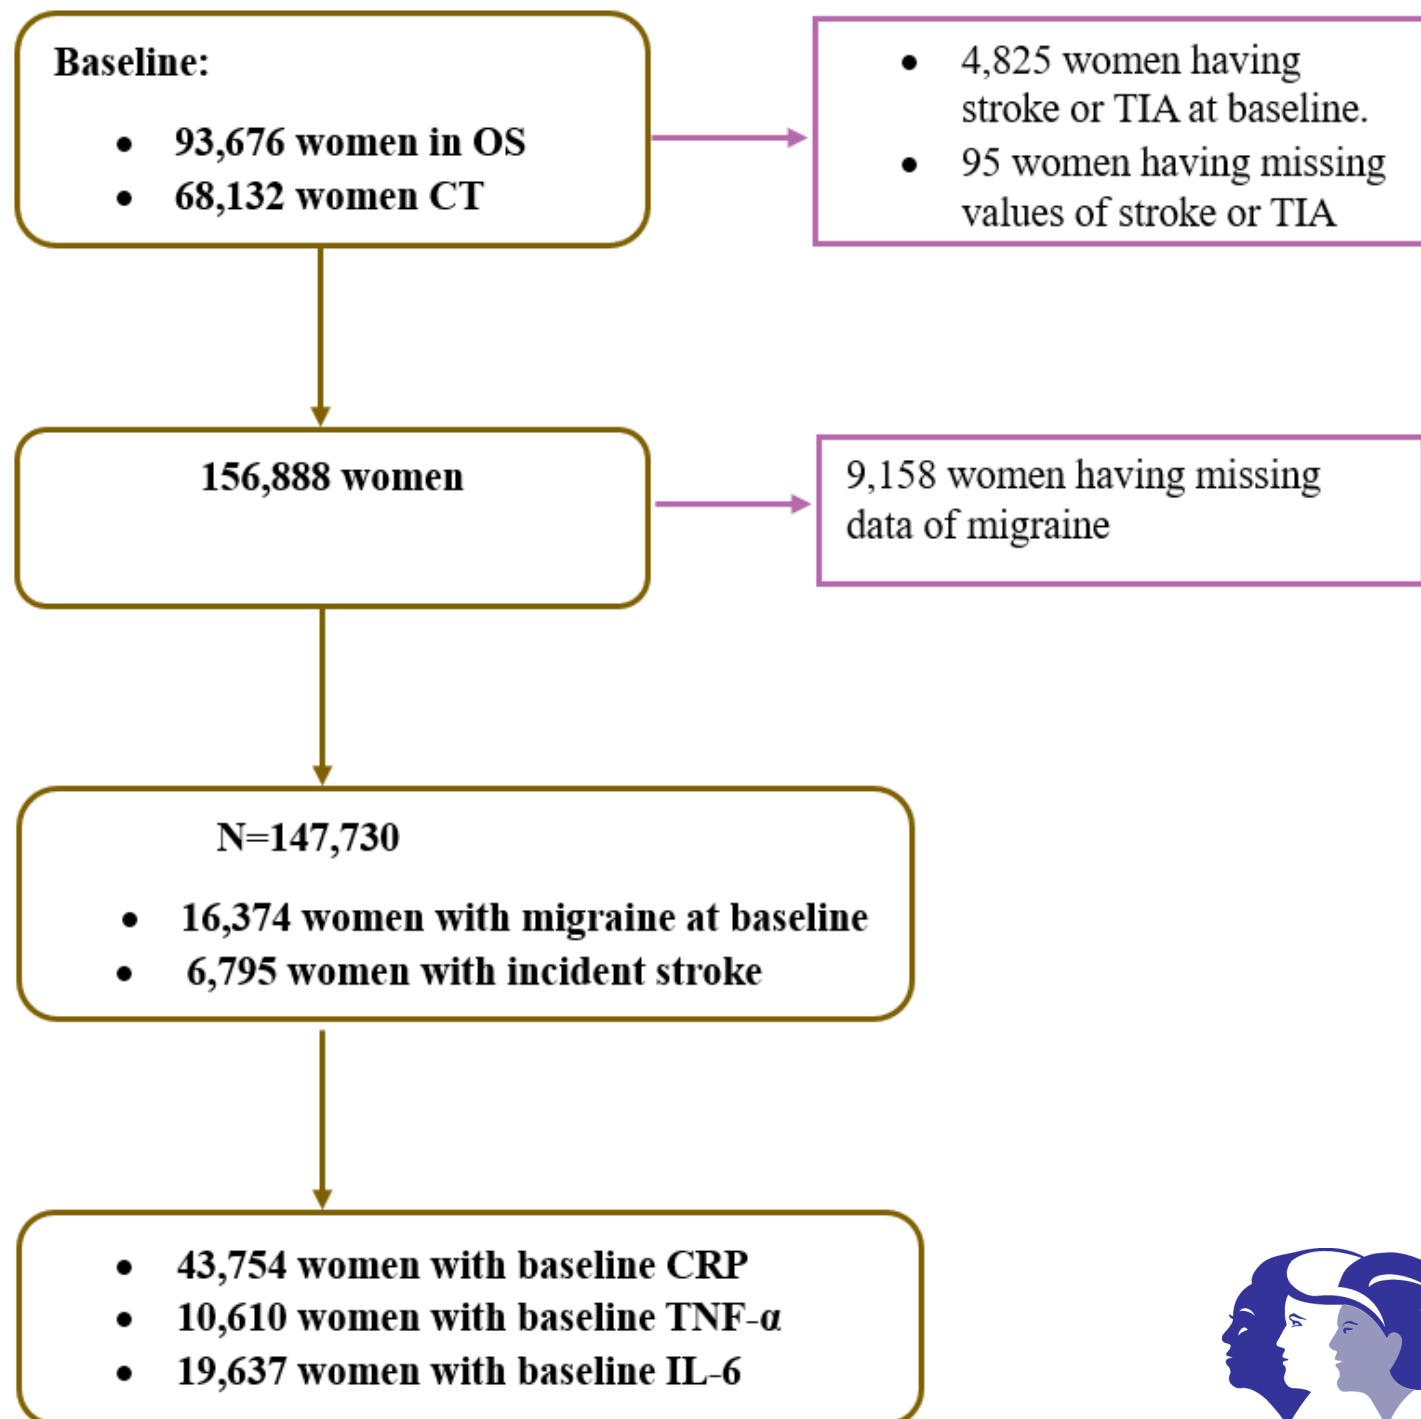 Baseline:
• 93,676 women in OS
• 68,132 women CT
• 4,825 women having
stroke or TIA at baseline.
• 95 women having missing
values of stroke or TIA
156,888 women
9,158 women having missing
data of migraine
N=147,730
• 16,374 women with migraine at baseline
• 6,795 women with incident stroke
• 43,754 women with baseline CRP
• 10,610 women with baseline TNF-α
• 19,637 women with baseline IL-6